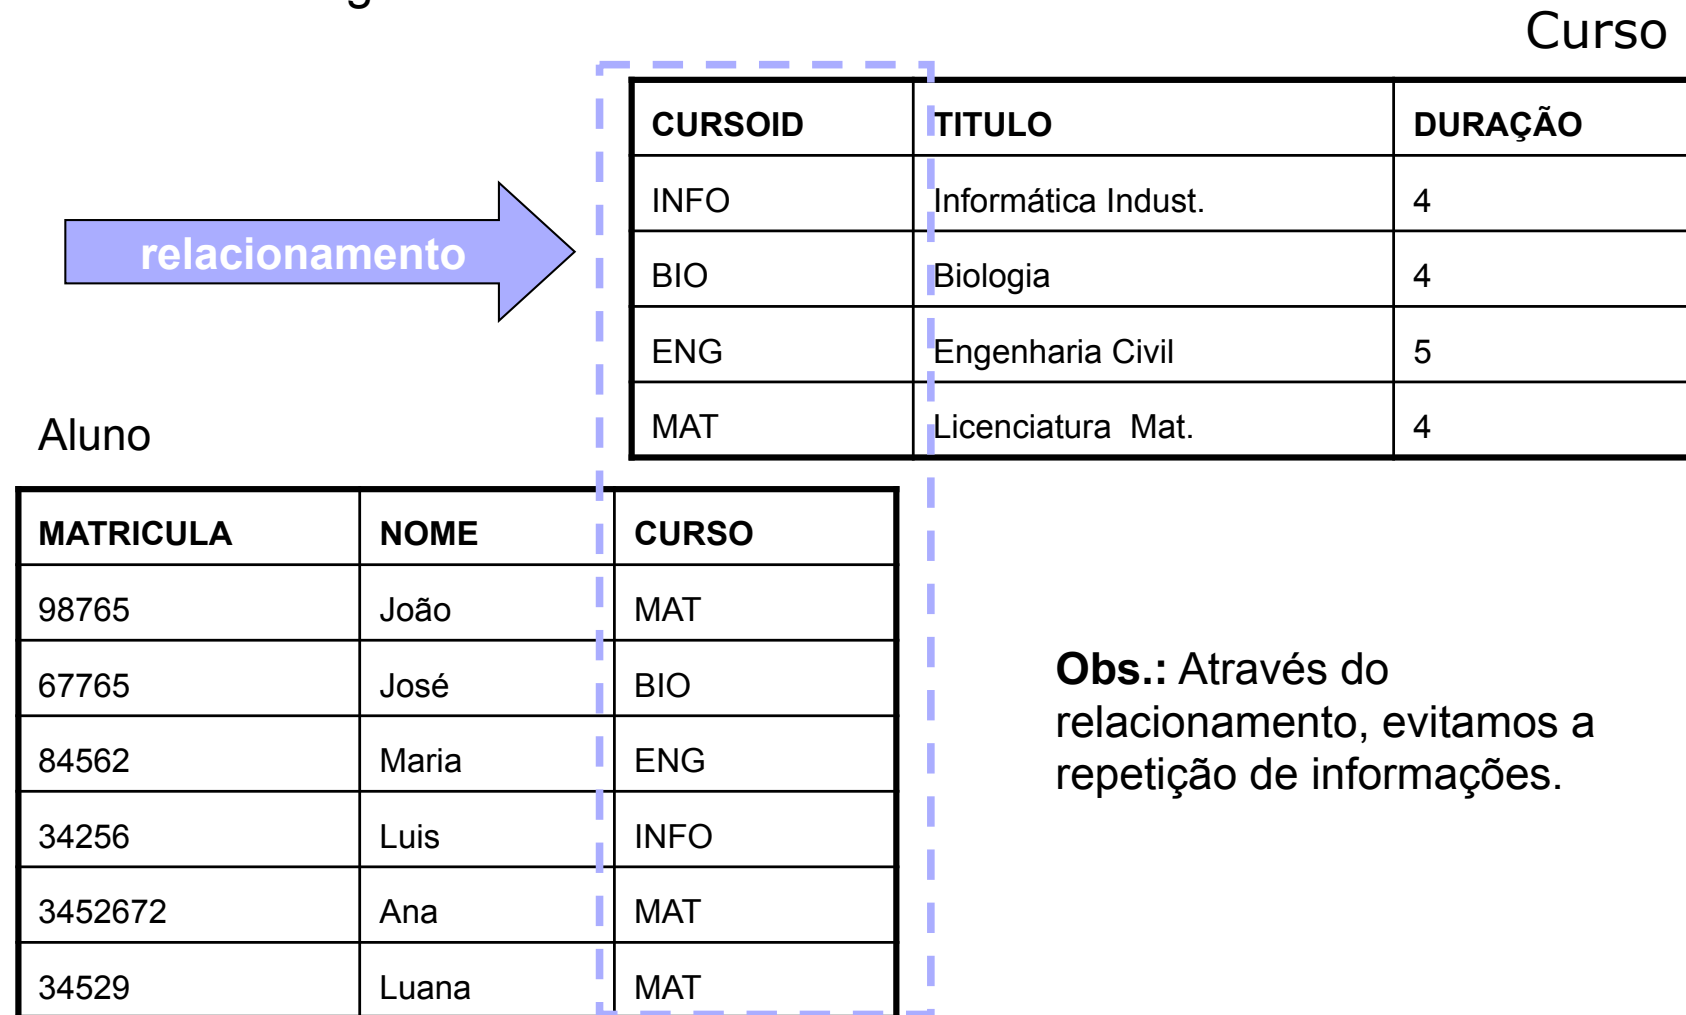 Curso
CURSOID TITULO DURAÇÃO
INFO Informática Indust. 4
BIO Biologia 4
ENG Engenharia Civil 5
MAT Licenciatura Mat. 4
relacionamento
Aluno
MATRICULA NOME CURSO
98765 João MAT
67765 José BIO
84562 Maria ENG
34256 Luis INFO
3452672 Ana MAT
34529 Luana MAT
Obs.: Através do
relacionamento, evitamos a
repetição de informações.